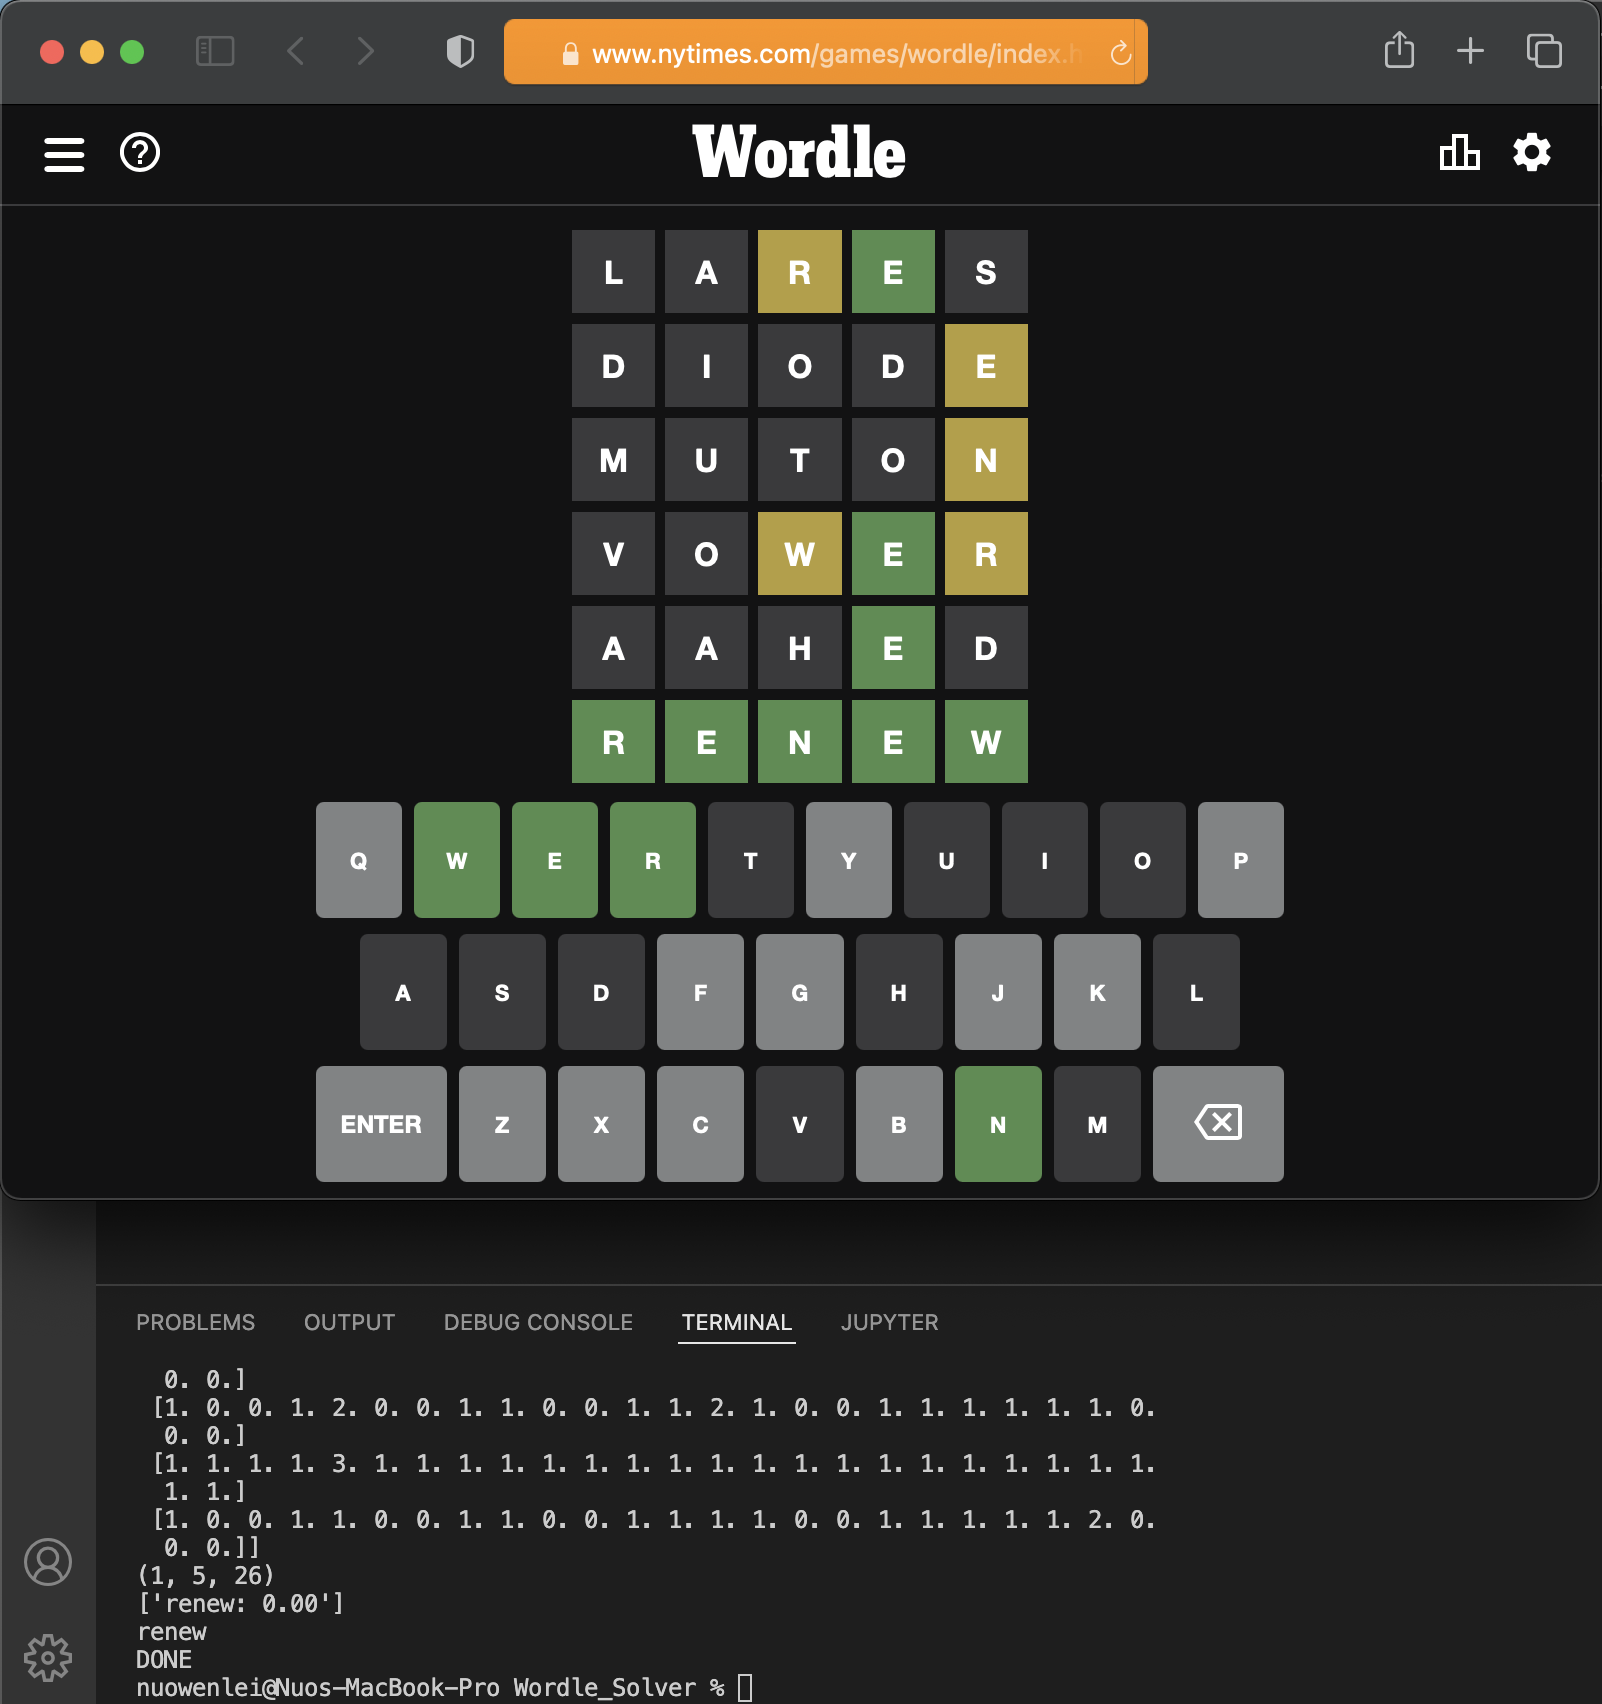 www.nytimes.com/games/wordle/index.h
Wordle
L A R E S
D I O D E
M U T O N
V O W E R
A A H E D
R E N E W
Q W E R T Y U I O P
A S D F G H J K L
ENTER Z X C V B N M
PROBLEMS OUTPUT DEBUG CONSOLE TERMINAL JUPYTER
0. 0.]
[1. 0. 0. 1. 2. 0. 0. 1. 1. 0. 0. 1. 1. 2. 1. 0. 0. 1. 1. 1. 1. 1. 1. 0.
0. 0.]
[1. 1. 1. 1. 3. 1. 1. 1. 1. 1. 1. 1. 1. 1. 1. 1. 1. 1. 1. 1. 1. 1. 1. 1.
1. 1.]
[1. 0. 0. 1. 1. 0. 0. 1. 1. 0. 0. 1. 1. 1. 1. 0. 0. 1. 1. 1. 1. 1. 2. 0.
0. 0.]]
(1, 5, 26)
['renew: 0.00']
renew
DONE
nuowenlei@Nuos-MacBook-Pro Wordle_Solver %